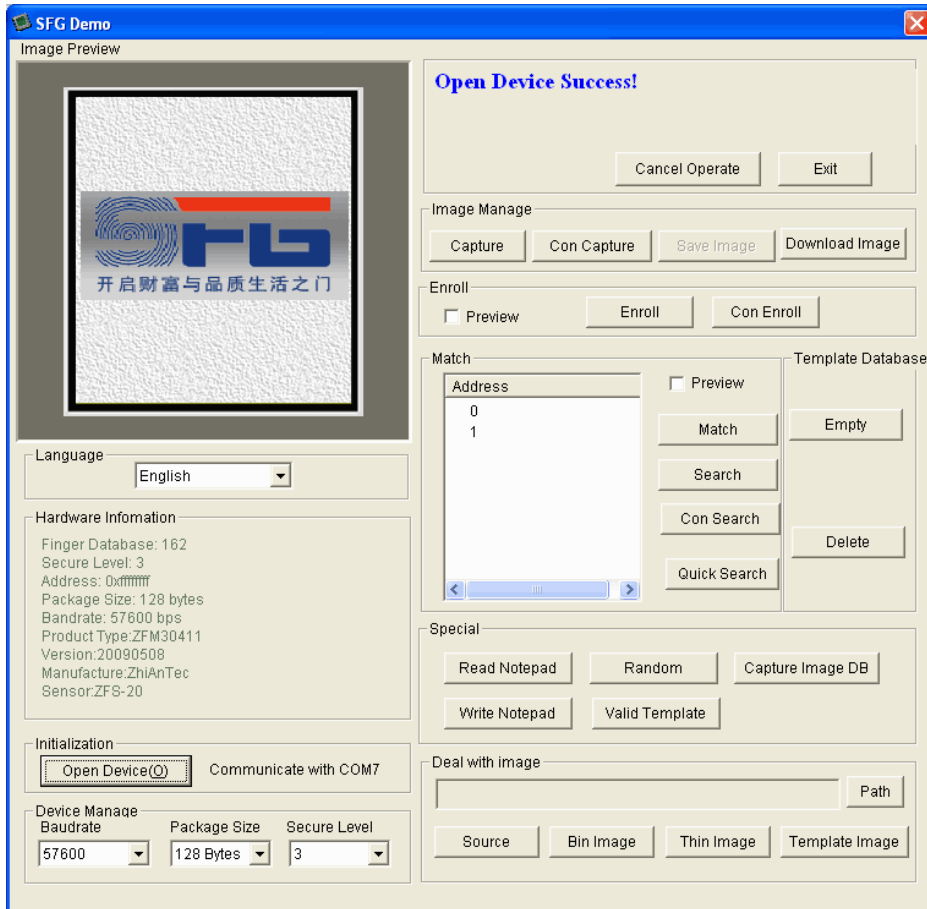 SFG Demo
Image Preview
SFG
开启财富与品质生活之门
Open Device Success!
Cancel Operate
Exit
Image Manage
Capture
Con Capture
Save Image
Download Image
Enroll
Preview
Enroll
Con Enroll
Match
Address
0
1
Preview
Match
Search
Con Search
Quick Search
Template Database
Empty
Delete
Language
English
Hardware Infomation
Finger Database: 162
Secure Level: 3
Address: 0xffffffff
Package Size: 128 bytes
Bandrate: 57600 bps
Product Type:ZFM30411
Version:20090508
Manufacture:ZhiAnTec
Sensor:ZFS-20
Special
Read Notepad
Random
Capture Image DB
Write Notepad
Valid Template
Initialization
Open Device(O)
Communicate with COM7
Device Manage
Baudrate
Package Size
Secure Level
57600
128 Bytes
3
Deal with image
Path
Source
Bin Image
Thin Image
Template Image